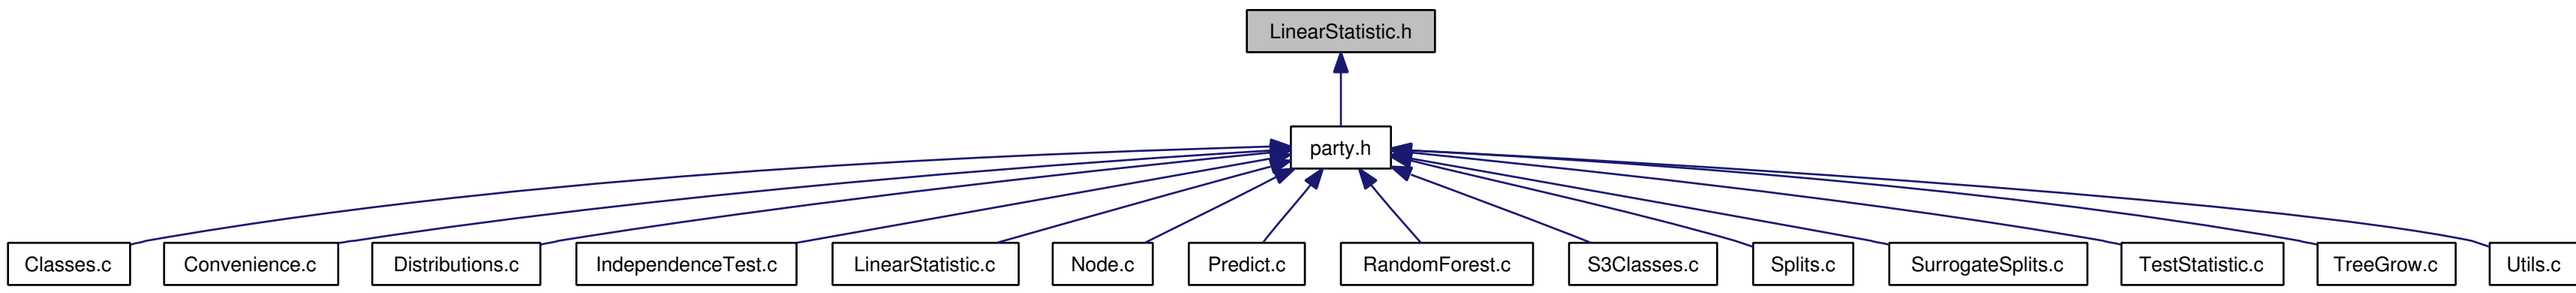 LinearStatistic.h
party.h
Classes.c
Convenience.c
Distributions.c
IndependenceTest.c
LinearStatistic.c
Node.c
Predict.c
RandomForest.c
S3Classes.c
Splits.c
SurrogateSplits.c
TestStatistic.c
TreeGrow.c
Utils.c